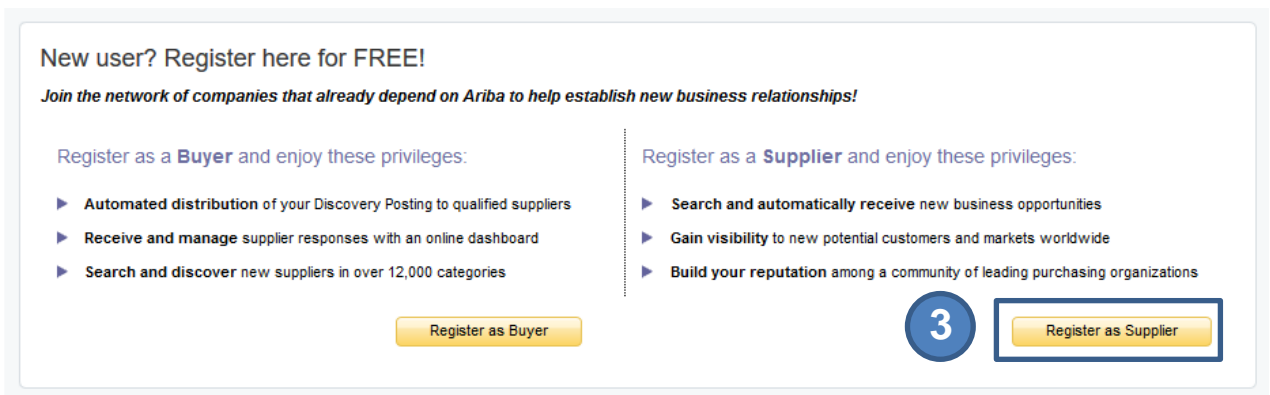 New user? Register here for FREE!
Join the network of companies that already depend on Ariba to help establish new business relationships!
Register as a Buyer and enjoy these privileges:
Automated distribution of your Discovery Posting to qualified suppliers
Receive and manage supplier responses with an online dashboard
Search and discover new suppliers in over 12,000 categories
Register as Buyer
Register as a Supplier and enjoy these privileges:
Search and automatically receive new business opportunities
Gain visibility to new potential customers and markets worldwide
Build your reputation among a community of leading purchasing organizations
3
Register as Supplier